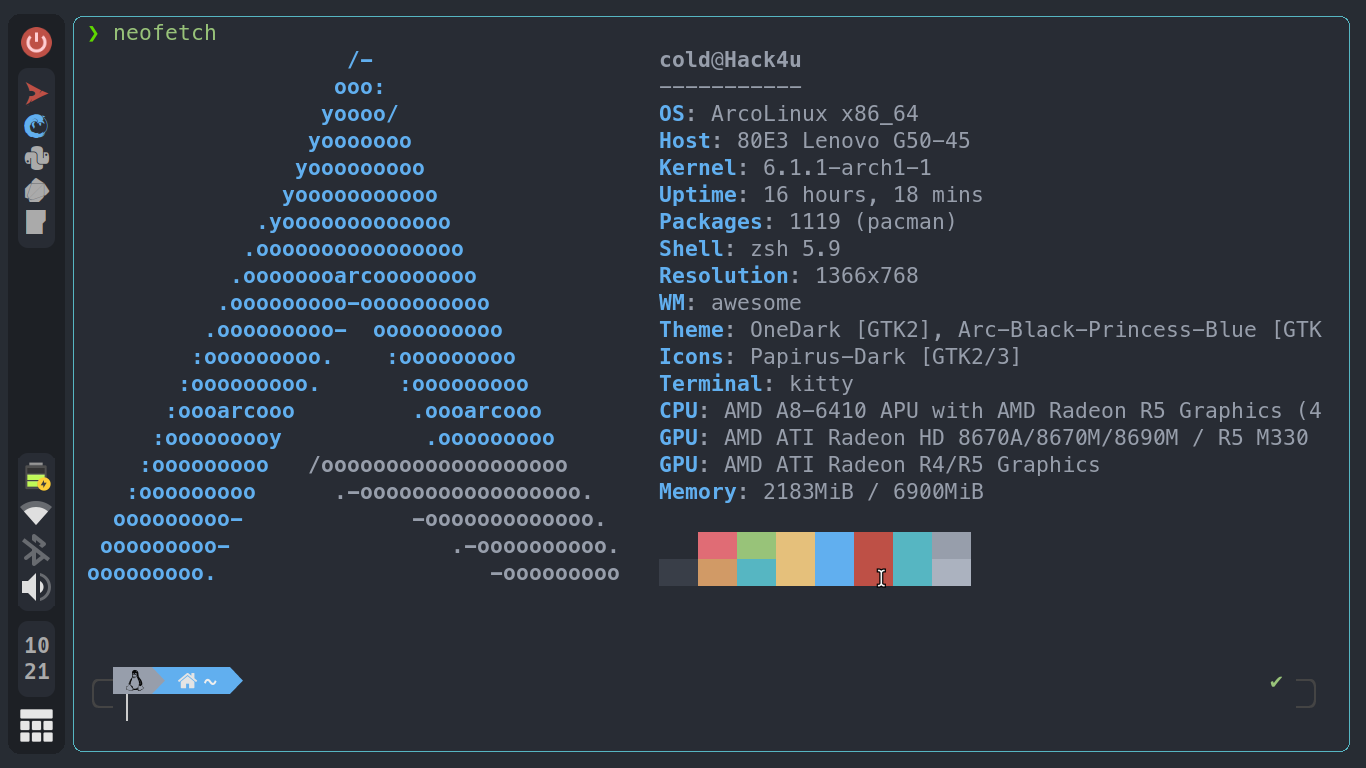 ❯ neofetch
/-
ooo:
yoooo/
yooooooo
yooooooooo
yooooooooooo
.yooooooooooooo
.oooooooooooooooo
.oooooooarcoooooooo
.ooooooooo-oooooooooo
.ooooooooo-  oooooooooo
:ooooooooo.    :ooooooooo
:ooooooooo.      :ooooooooo
:oooarcooo         .oooarcooo
:ooooooooy           .ooooooooo
:ooooooooo   /ooooooooooooooooooo
:ooooooooo      .-ooooooooooooooooo.
ooooooooo-             -ooooooooooooo.
ooooooooo-                 .-oooooooooo.
ooooooooo.                     -ooooooooo
cold@Hack4u
-----------
OS: ArcoLinux x86_64
Host: 80E3 Lenovo G50-45
Kernel: 6.1.1-arch1-1
Uptime: 16 hours, 18 mins
Packages: 1119 (pacman)
Shell: zsh 5.9
Resolution: 1366x768
WM: awesome
Theme: OneDark [GTK2], Arc-Black-Princess-Blue [GTK
Icons: Papirus-Dark [GTK2/3]
Terminal: kitty
CPU: AMD A8-6410 APU with AMD Radeon R5 Graphics (4
GPU: AMD ATI Radeon HD 8670A/8670M/8690M / R5 M330
GPU: AMD ATI Radeon R4/R5 Graphics
Memory: 2183MiB / 6900MiB
~ ✔
10
21